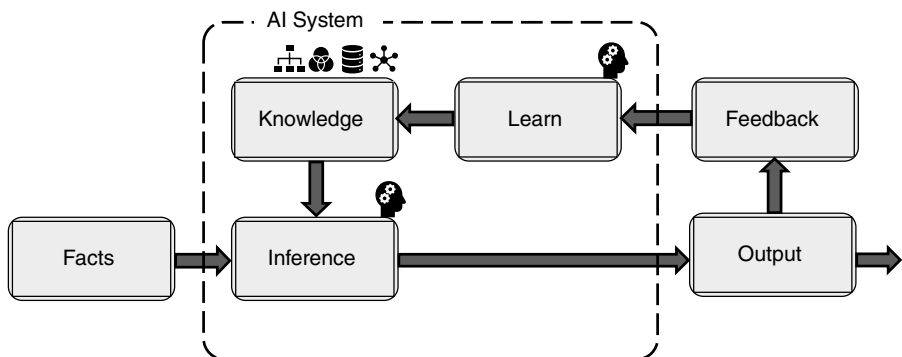 AI System
Knowledge
Learn
Feedback
Facts
Inference
Output